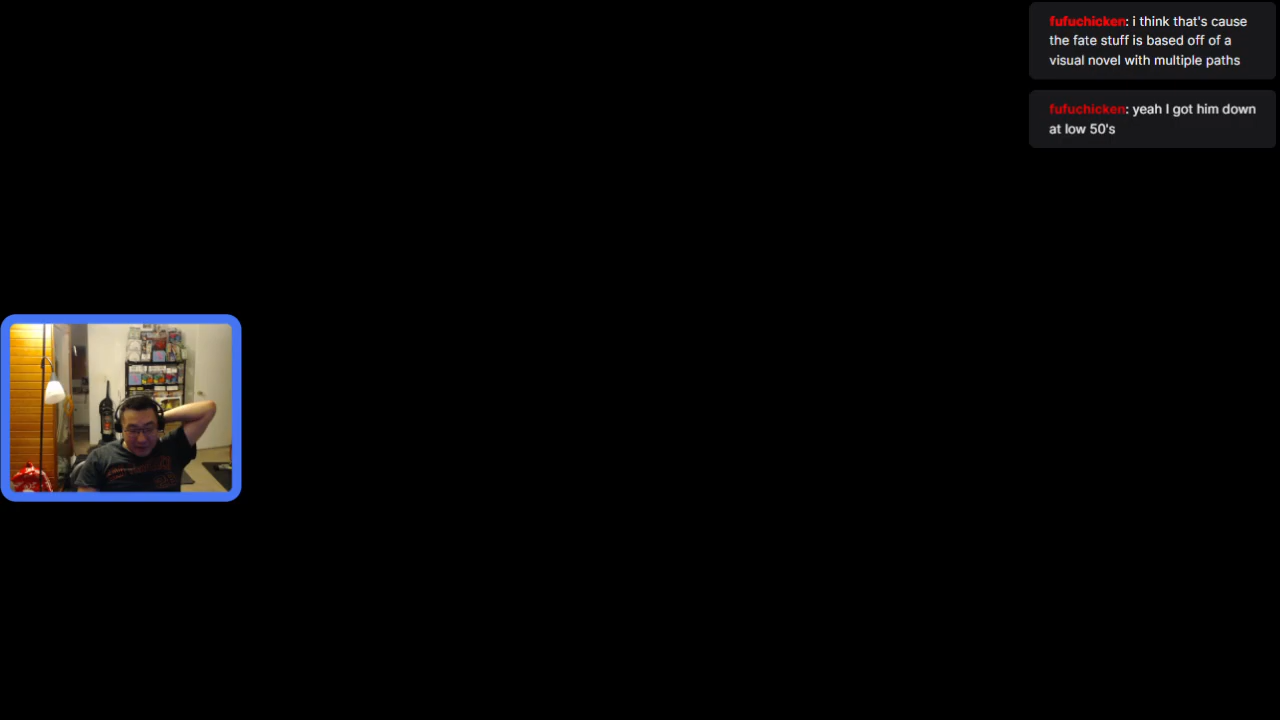 fufuchicken: i think that's cause
the fate stuff is based off of a
visual novel with multiple paths
fufuchicken: yeah I got him down
at low 50's